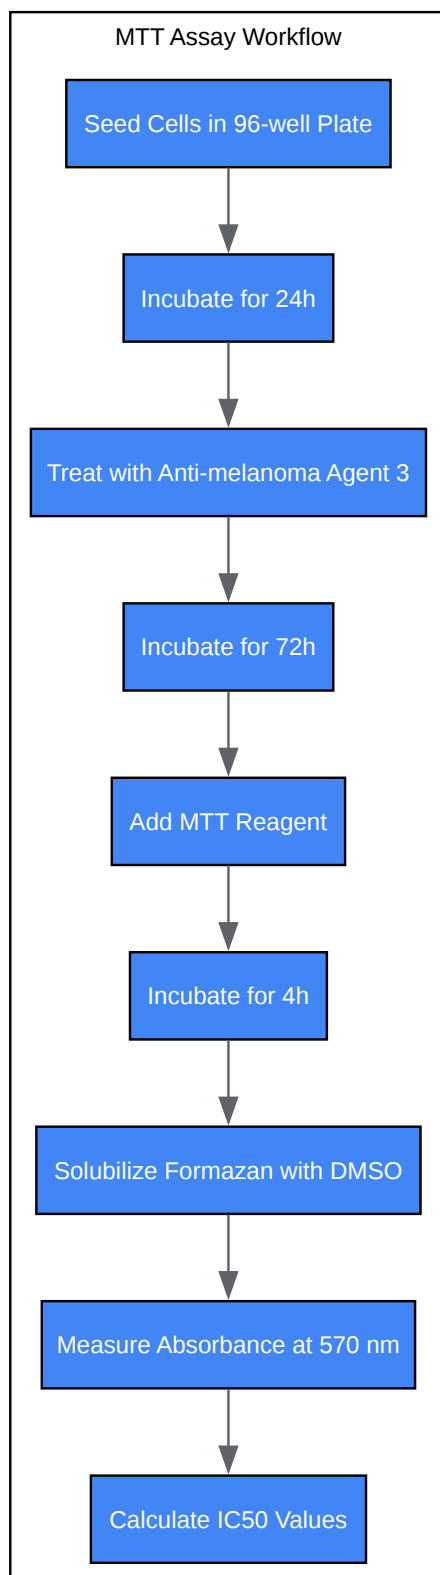 MTT Assay Workflow
Seed Cells in 96-well Plate
Incubate for 24h
Treat with Anti-melanoma Agent 3
Incubate for 72h
Add MTT Reagent
Incubate for 4h
Solubilize Formazan with DMSO
Measure Absorbance at 570 nm
Calculate IC50 Values